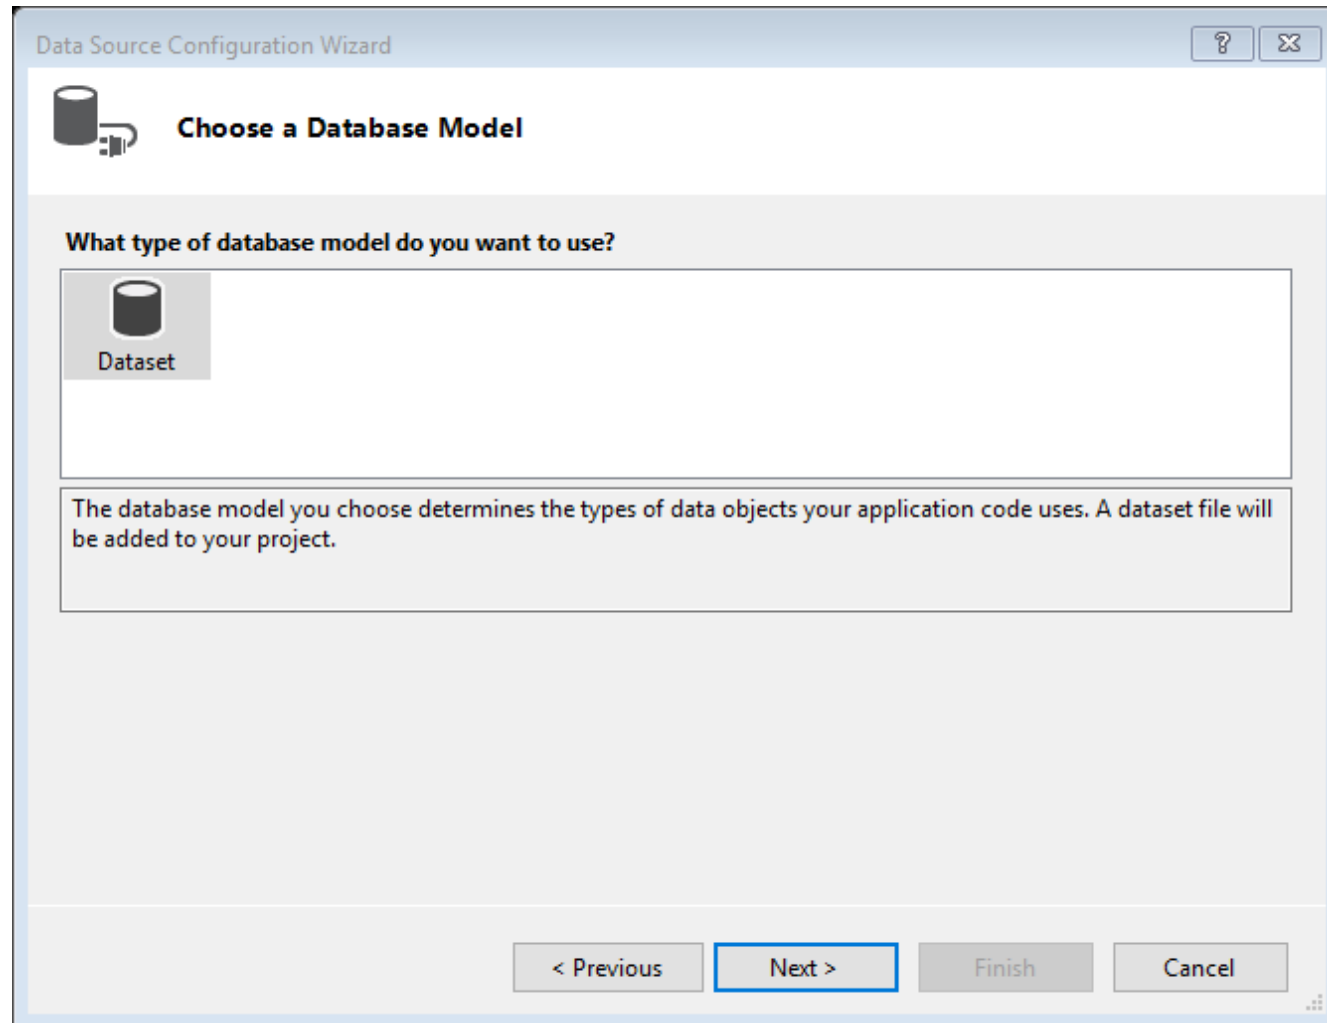 Data Source Configuration Wizard
Choose a Database Model
What type of database model do you want to use?
Dataset
The database model you choose determines the types of data objects your application code uses. A dataset file will
be added to your project.
< Previous
Next >
Finish
Cancel